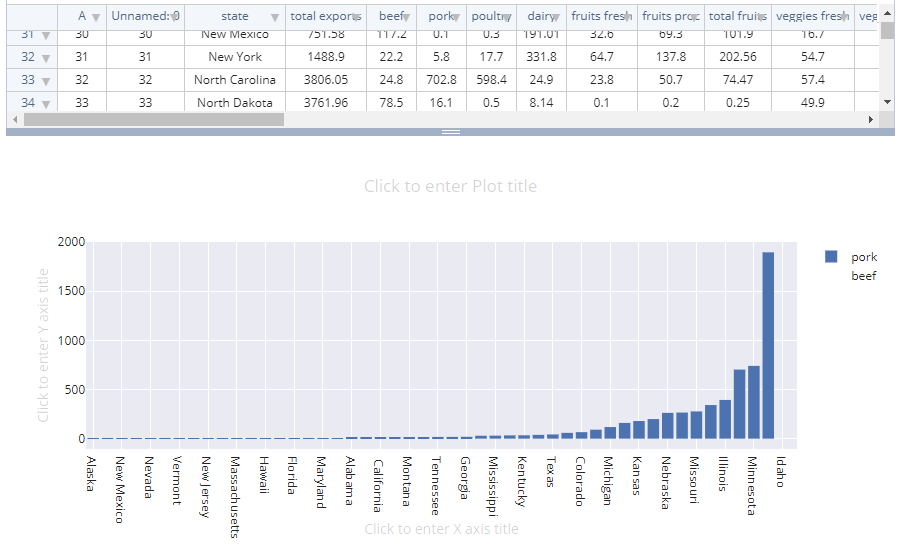 A Unnamed: 0 state total exports beef pork poultry dairy fruits fresh fruits proc total fruits veggies fresh veg
31 30 30 New Mexico 751.58 117.2 0.1 0.3 191.01 32.6 69.3 101.9 16.7
32 31 31 New York 1488.9 22.2 5.8 17.7 331.8 64.7 137.8 202.56 54.7
33 32 32 North Carolina 3806.05 24.8 702.8 598.4 24.9 23.8 50.7 74.47 57.4
34 33 33 North Dakota 3761.96 78.5 16.1 0.5 8.14 0.1 0.2 0.25 49.9
Click to enter Plot title
Click to enter Y axis title
2000
1500
1000
500
0
pork
beef
Alaska
New Mexico
Nevada
Vermont
New Jersey
Massachusetts
Hawaii
Florida
Maryland
Alabama
California
Montana
Tennessee
Georgia
Mississippi
Kentucky
Texas
Colorado
Michigan
Kansas
Nebraska
Missouri
Illinois
Minnesota
Idaho
Click to enter X axis title